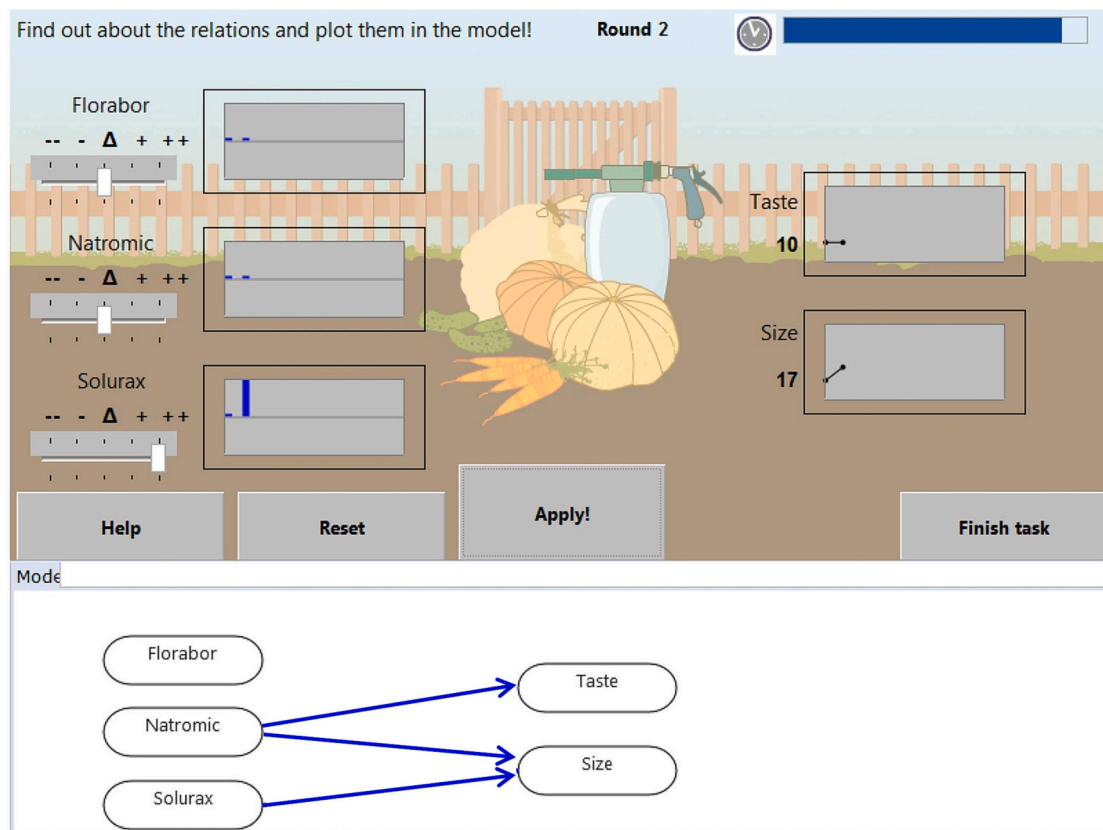 Find out about the relations and plot them in the model! Round 2
Florabor
-- - Δ + ++
Natromic
-- - Δ + ++
Solurax
-- - Δ + ++
Taste
10
Size
17
Help Reset Apply! Finish task
Mode
Florabor
Natromic
Solurax
Taste
Size